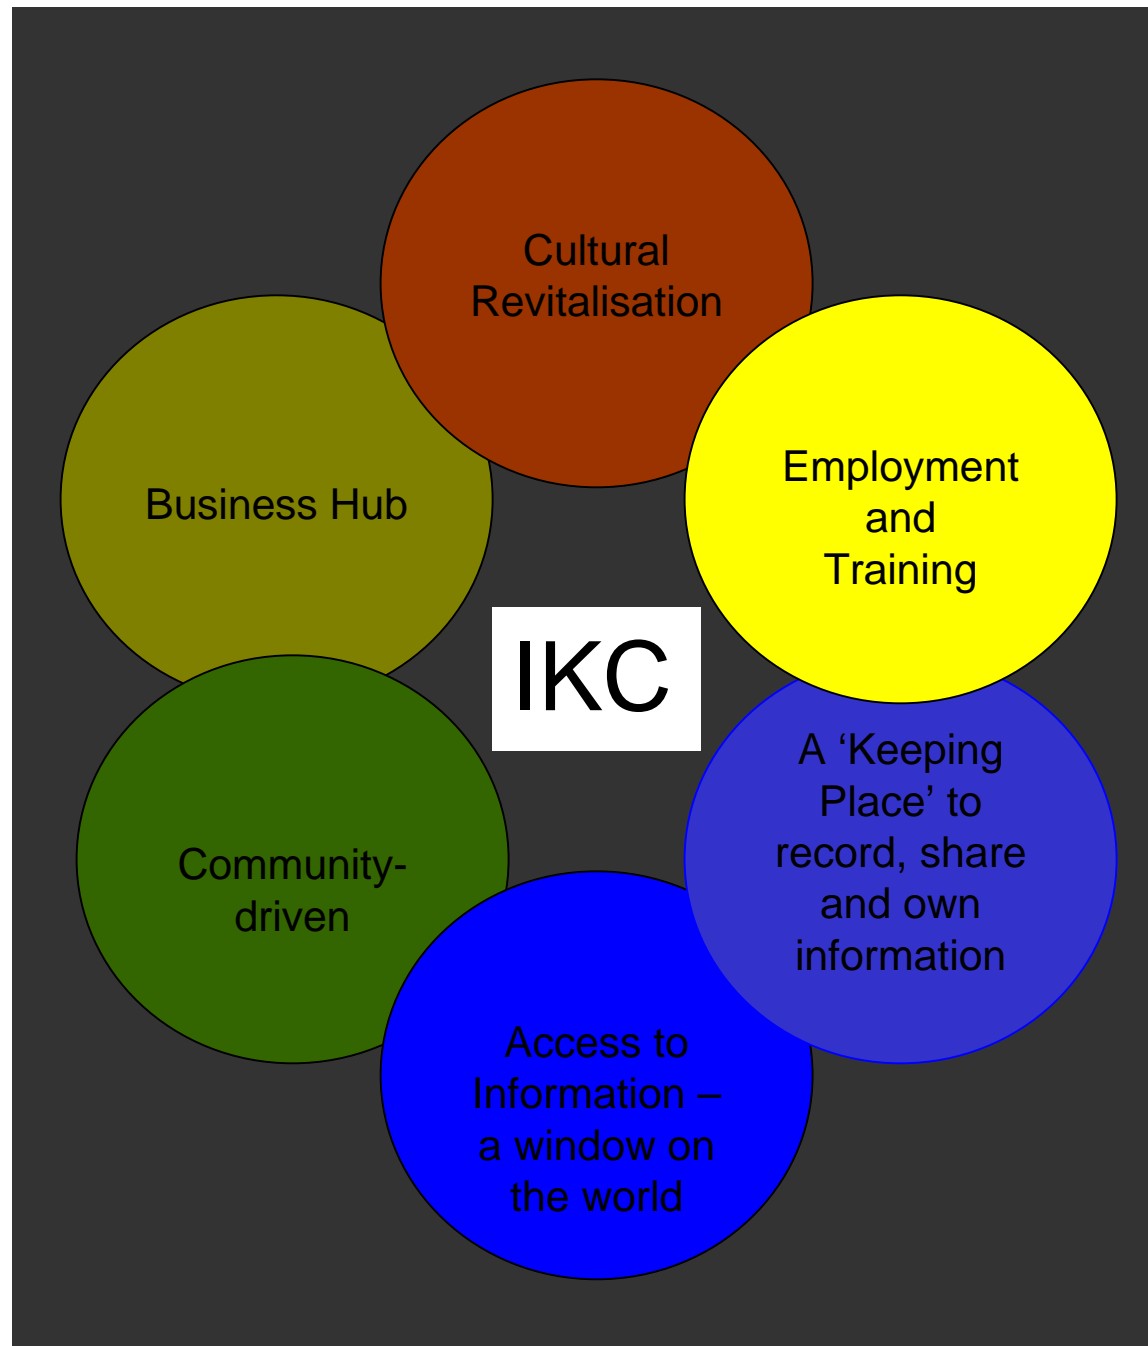 Cultural
Revitalisation
Employment
and
Training
Business Hub
IKC
A ‘Keeping
Place’ to
record, share
and own
information
Community-
driven
Access to
Information –
a window on
the world